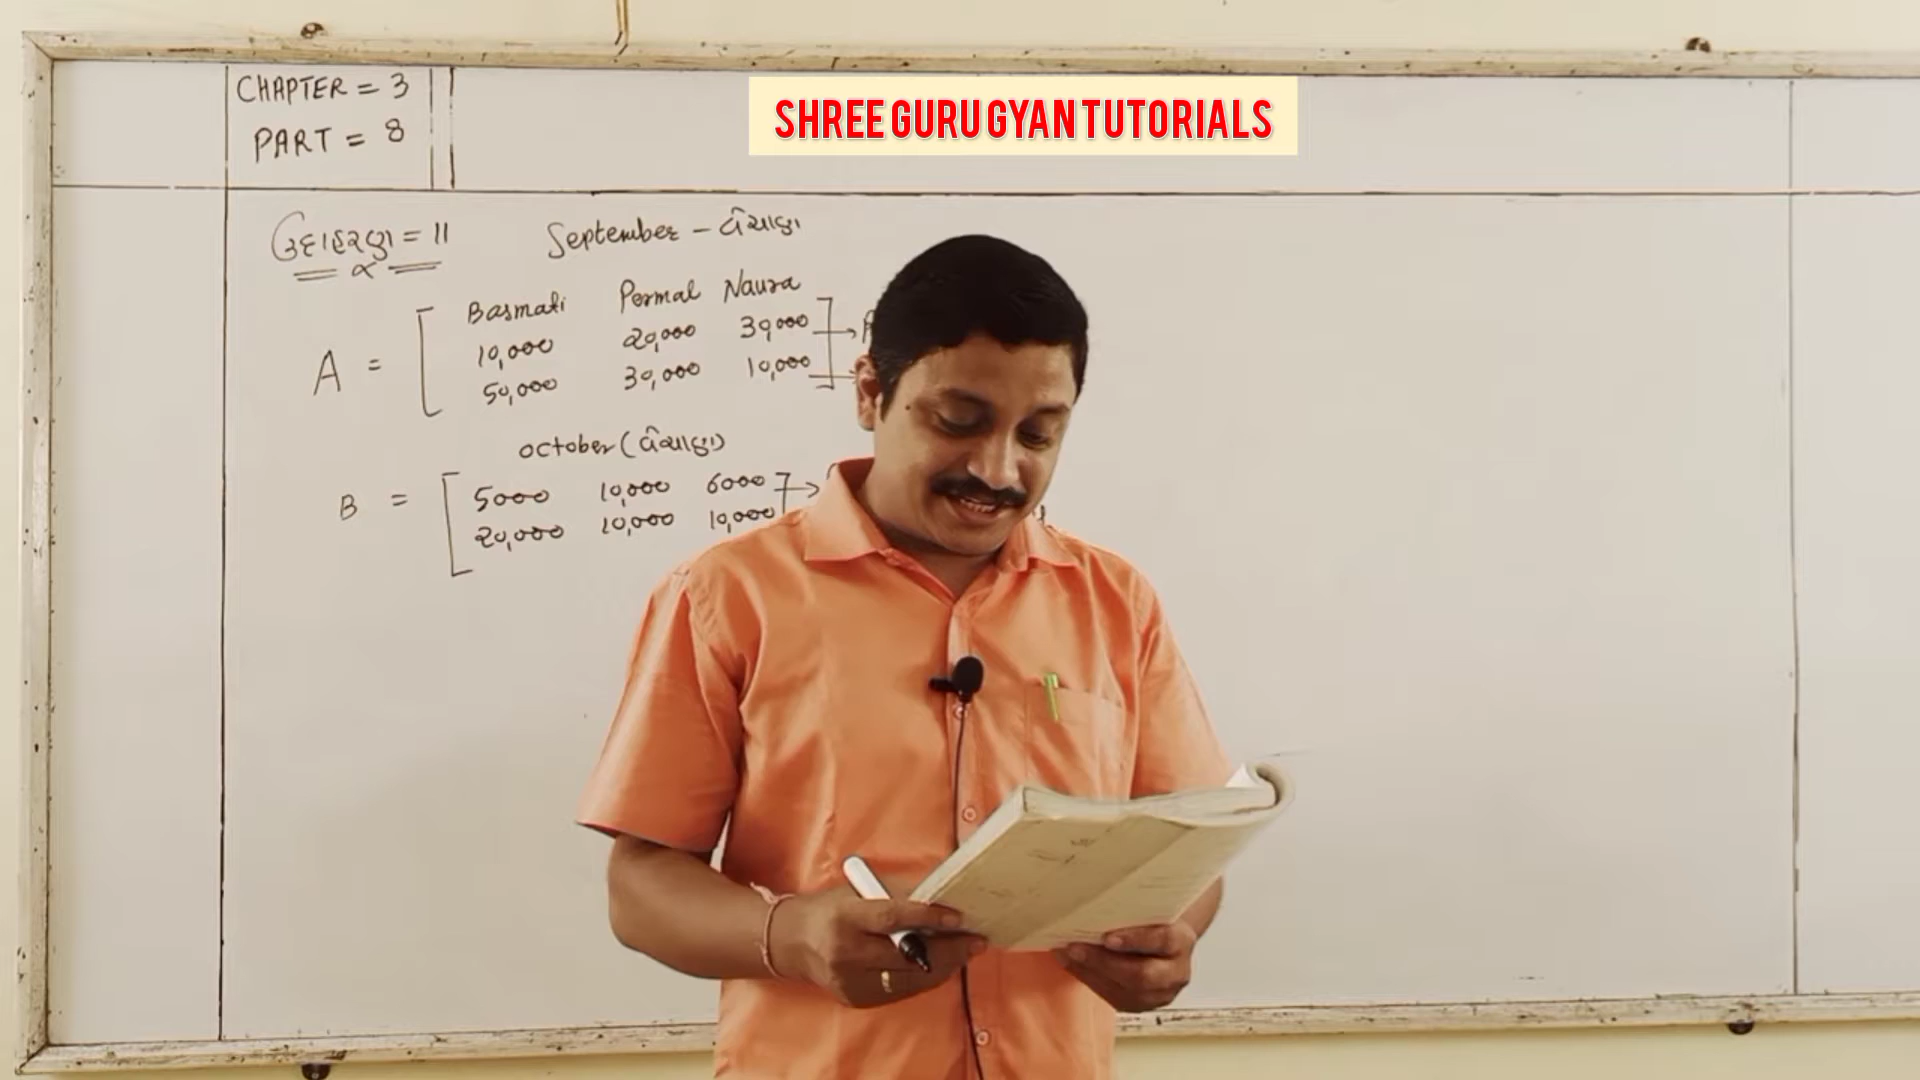 CHAPTER = 3
PART = 8
SHREE GURU GYAN TUTORIALS
ઉદાહરણ = 11
September - વેંચાણ
Basmati Permal Naura
A = 10,000 20,000 30,000
50,000 30,000 10,000
october (વેંચાણ)
B = 5000 10,000 6000
20,000 10,000 10,000